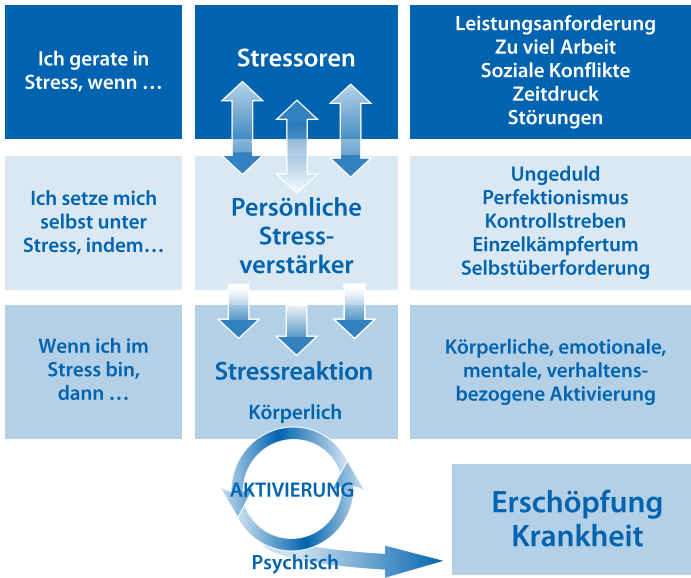 Ich gerate in
Stress, wenn …
Stressoren
Leistungsanforderung
Zu viel Arbeit
Soziale Konflikte
Zeitdruck
Störungen
Ich setze mich
selbst unter
Stress, indem…
Persönliche
Stress-
verstärker
Ungeduld
Perfektionismus
Kontrollstreben
Einzelkämpfertum
Selbstüberforderung
Wenn ich im
Stress bin,
dann …
Stressreaktion
Körperlich
Körperliche, emotionale,
mentale, verhaltens-
bezogene Aktivierung
AKTIVIERUNG
Psychisch
Erschöpfung
Krankheit